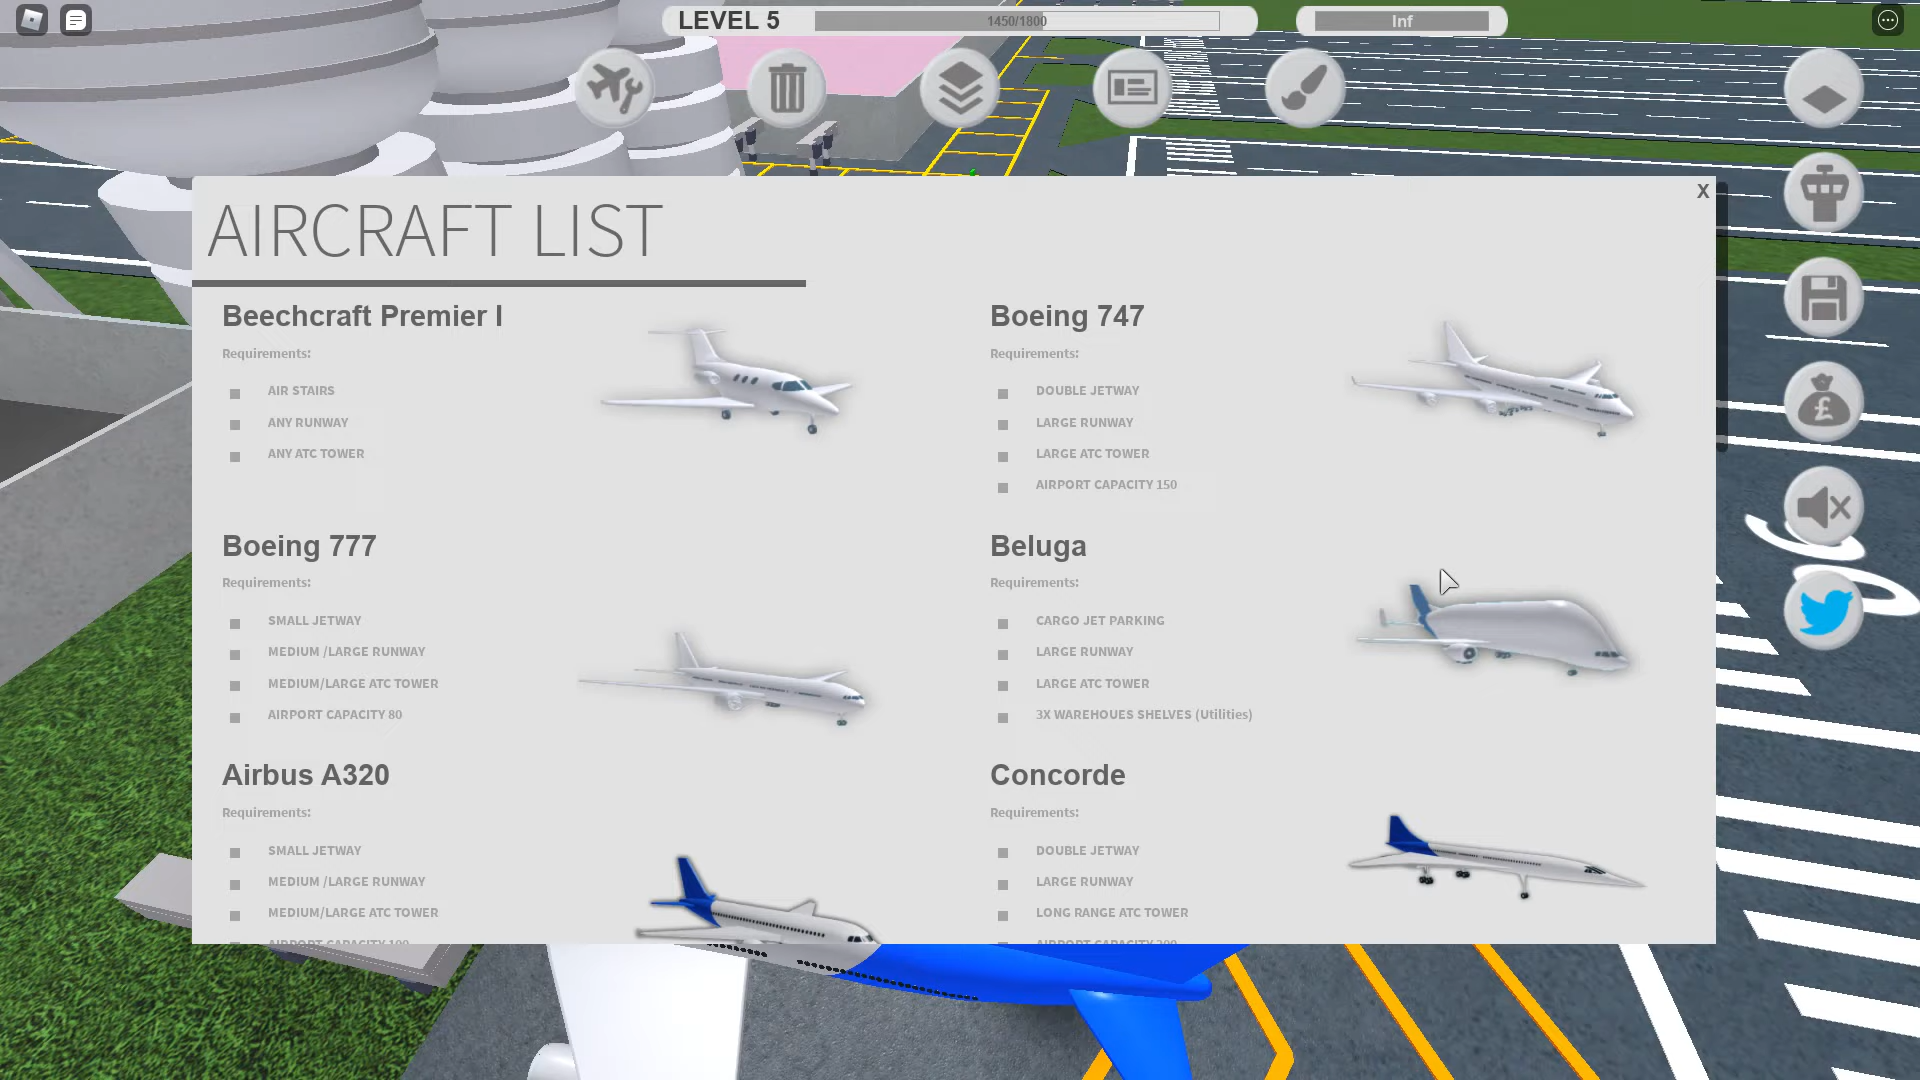 LEVEL 5
1450/1800
Inf
X
AIRCRAFT LIST
Beechcraft Premier I
Requirements:
AIR STAIRS
ANY RUNWAY
ANY ATC TOWER
Boeing 747
Requirements:
DOUBLE JETWAY
LARGE RUNWAY
LARGE ATC TOWER
AIRPORT CAPACITY 150
Boeing 777
Requirements:
SMALL JETWAY
MEDIUM /LARGE RUNWAY
MEDIUM/LARGE ATC TOWER
AIRPORT CAPACITY 80
Beluga
Requirements:
CARGO JET PARKING
LARGE RUNWAY
LARGE ATC TOWER
3X WAREHOUES SHELVES (Utilities)
Airbus A320
Requirements:
SMALL JETWAY
MEDIUM /LARGE RUNWAY
MEDIUM/LARGE ATC TOWER
AIRPORT CAPACITY
Concorde
Requirements:
DOUBLE JETWAY
LARGE RUNWAY
LONG RANGE ATC TOWER
AIRPORT CAPACITY